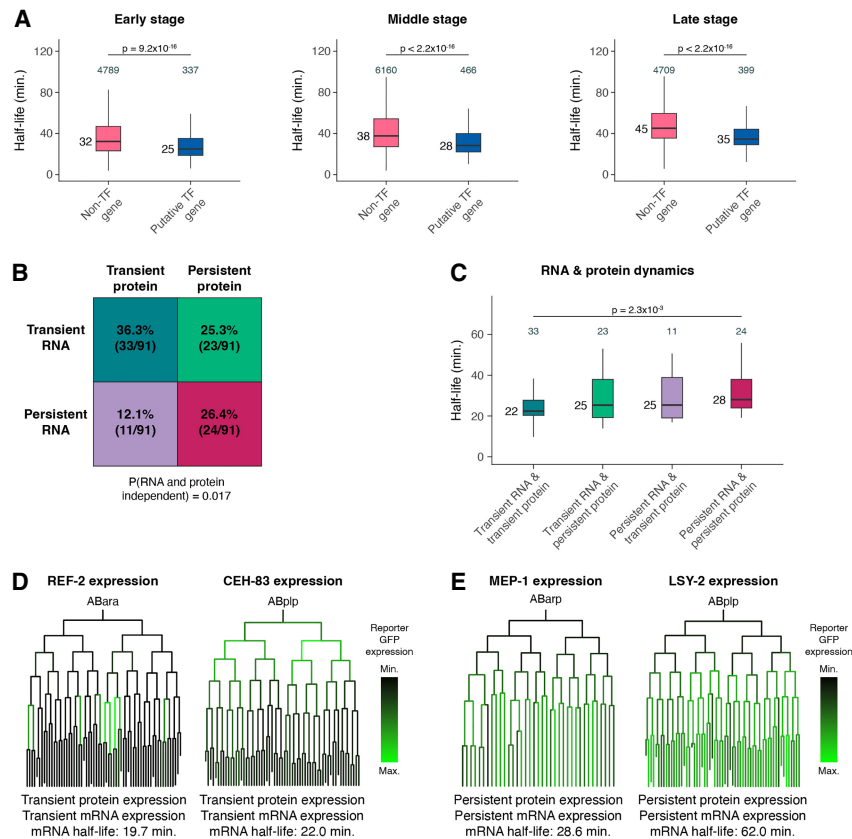 A
Early stage
Middle stage
Late stage
Half-life (min.)
120
80
40
0
p = 9.2x10-16
4789
337
32
25
Non-TF
gene
Putative TF
gene
Half-life (min.)
120
80
40
0
p < 2.2x10-16
6160
466
38
28
Non-TF
gene
Putative TF
gene
Half-life (min.)
120
80
40
0
p < 2.2x10-16
4709
399
45
35
Non-TF
gene
Putative TF
gene
B
Transient
protein
Persistent
protein
Transient
RNA
36.3%
(33/91)
25.3%
(23/91)
Persistent
RNA
12.1%
(11/91)
26.4%
(24/91)
P(RNA and protein
independent) = 0.017
C
RNA & protein dynamics
Half-life (min.)
60
40
20
0
p = 2.3x10-3
33
23
11
24
22
25
25
28
Transient RNA &
transient protein
Transient RNA &
persistent protein
Persistent RNA &
transient protein
Persistent RNA &
persistent protein
D
REF-2 expression
CEH-83 expression
ABara
ABplp
Reporter
GFP
expression
Min.
Max.
Transient protein expression
Transient mRNA expression
mRNA half-life: 19.7 min.
Transient protein expression
Transient mRNA expression
mRNA half-life: 22.0 min.
E
MEP-1 expression
LSY-2 expression
ABarp
ABplp
Reporter
GFP
expression
Min.
Max.
Persistent protein expression
Persistent mRNA expression
mRNA half-life: 28.6 min.
Persistent protein expression
Persistent mRNA expression
mRNA half-life: 62.0 min.